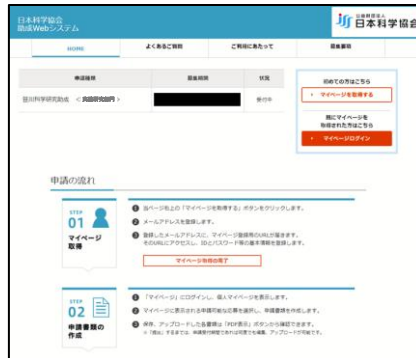 日本科学協会
助成Webシステム
公益財団法人
日本科学協会
HOME
よくあるご質問
ご利用にあたって
募集要項
申請種類
募集期間
状況
笹川科学研究助成 <実践研究部門>
受付中
初めての方はこちら
マイページを取得する
既にマイページを
取得された方はこちら
マイページログイン
申請の流れ
STEP
01
マイページ
取得
1 当ページ右上の「マイページを取得する」ボタンをクリックします。
2 メールアドレスを登録します。
3 登録したメールアドレスに、マイページ登録用のURLが届きます。
そのURLにアクセスし、IDとパスワード等の基本情報を登録します。
マイページ取得の完了
STEP
02
申請書類の
作成
1 「マイページ」にログインし、個人マイページを表示します。
2 マイページに表示される申請可能な応募を選択し、申請書類を作成します。
3 保存、アップロードした各書類は「PDF表示」ボタンから確認できます。